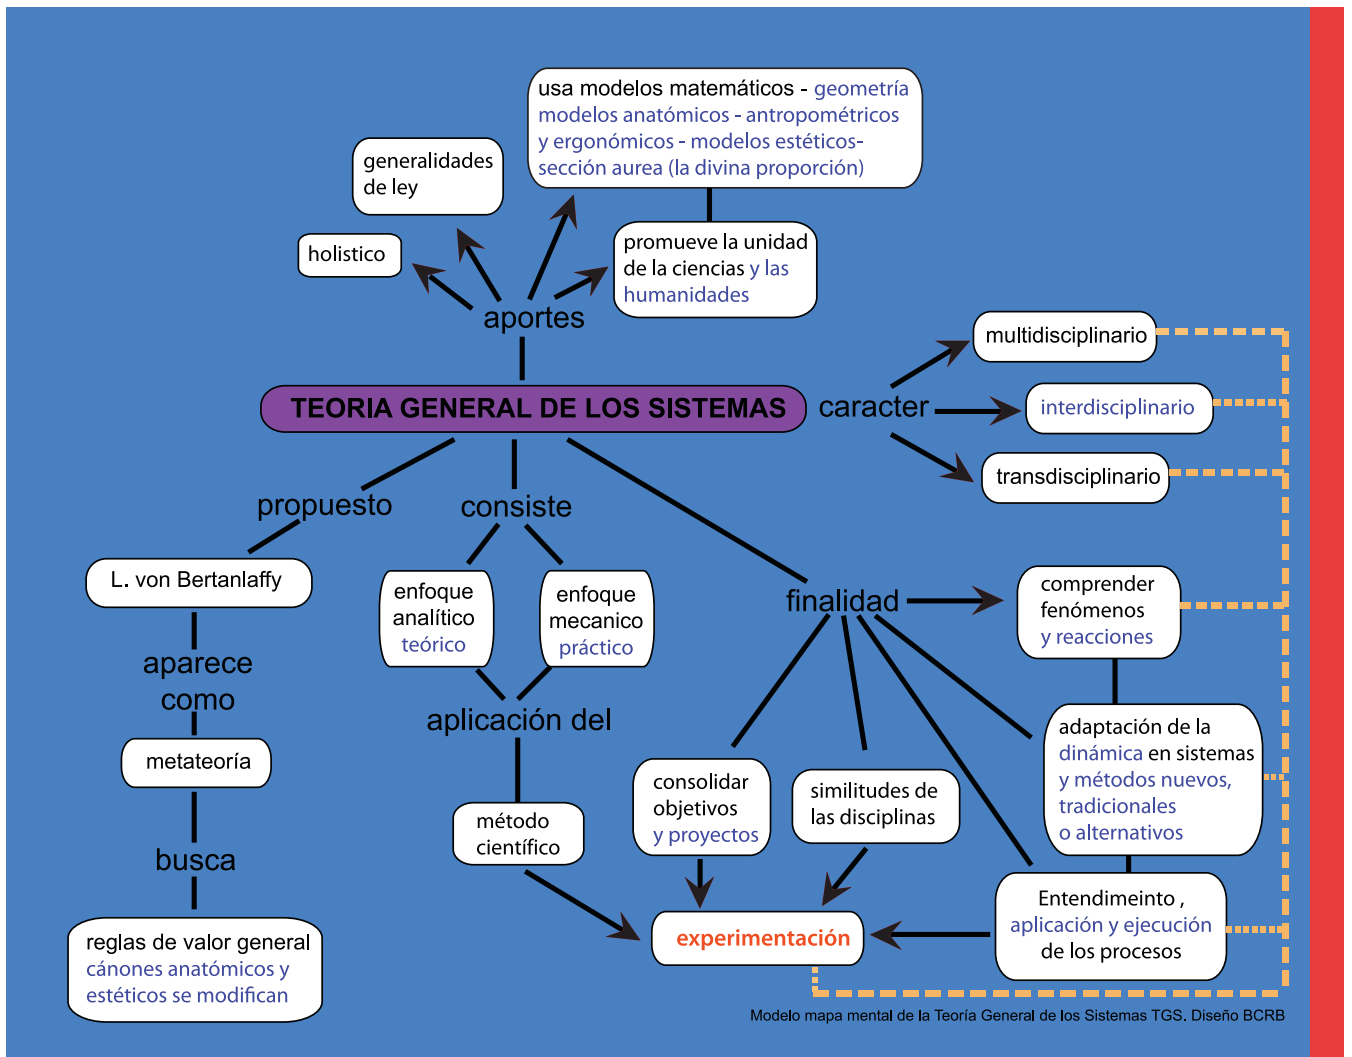 usa modelos matemáticos - geometría
modelos anatómicos - antropométricos
y ergonómicos - modelos estéticos-
sección aurea (la divina proporción)
generalidades
de ley
holistico
promueve la unidad
de la ciencias y las
humanidades
aportes
multidisciplinario
TEORIA GENERAL DE LOS SISTEMAS
caracter
interdisciplinario
transdisciplinario
propuesto
consiste
L. von Bertanlaffy
enfoque
analítico
teórico
enfoque
mecanico
práctico
finalidad
comprender
fenómenos
y reacciones
aparece
como
aplicación del
metateoría
adaptación de la
dinámica en sistemas
y métodos nuevos,
tradicionales
o alternativos
consolidar
objetivos
y proyectos
similitudes de
las disciplinas
método
científico
busca
Entendimeinto ,
aplicación y ejecución
de los procesos
experimentación
reglas de valor general
cánones anatómicos y
estéticos se modifican
Modelo mapa mental de la Teoría General de los Sistemas TGS. Diseño BCRB